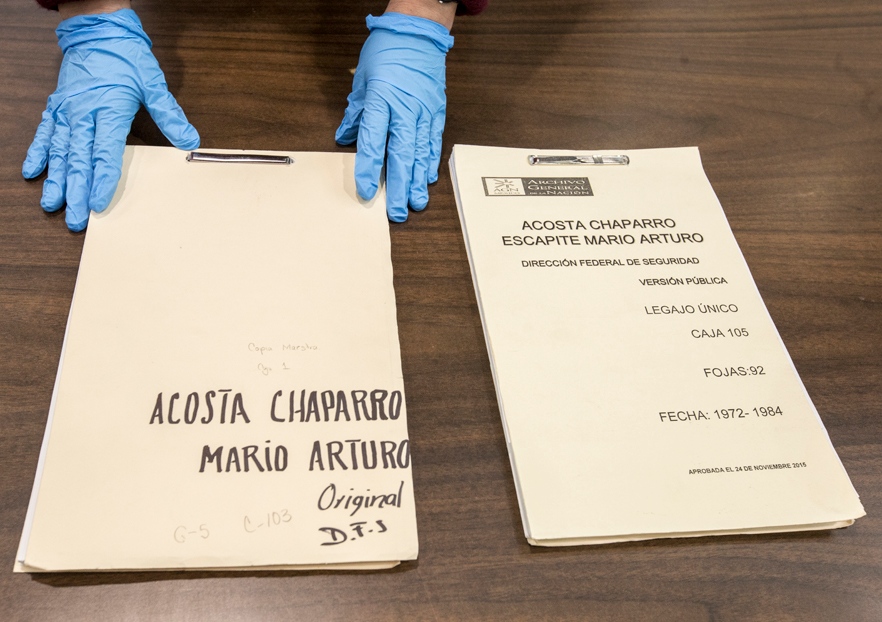 ACOSTA CHAPARRO
MARIO ARTURO
Original
D.F.S
G-5 C-103
AGN
ARCHIVO
GENERAL
DE LA NACIÓN
ACOSTA CHAPARRO
ESCAPITE MARIO ARTURO
DIRECCIÓN FEDERAL DE SEGURIDAD
VERSIÓN PÚBLICA
LEGAJO ÚNICO
CAJA 105
FOJAS:92
FECHA: 1972- 1984
APROBADA EL 24 DE NOVIEMBRE 2015